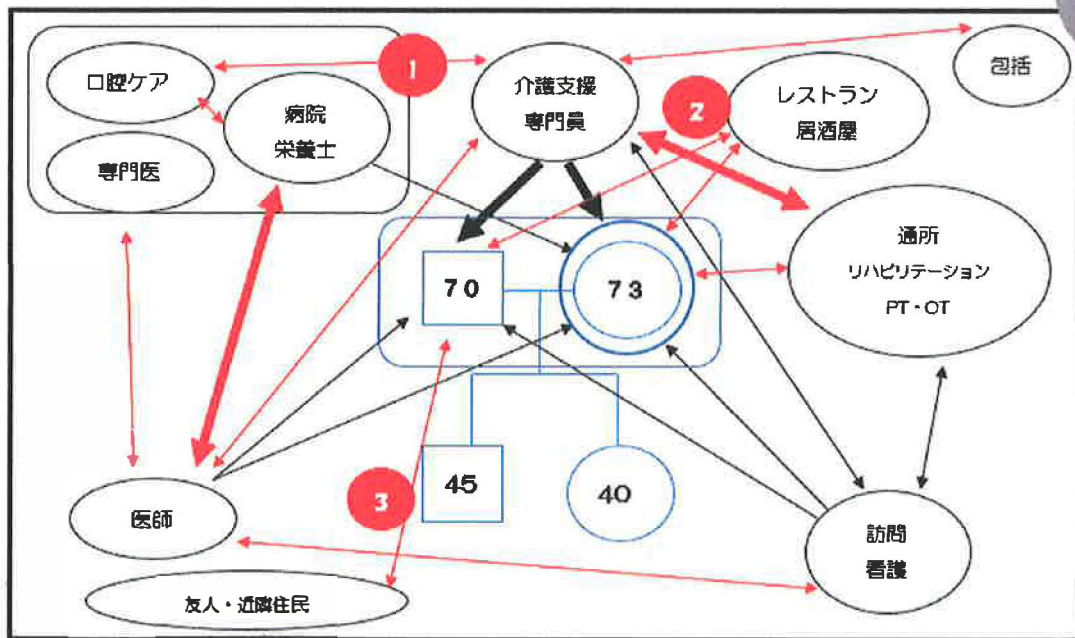 口腔ケア
病院
栄養士
専門医
1
介護支援
専門員
2
レストラン
居酒屋
包括
通所
リハビリテーション
PT・OT
70
73
45
40
3
医師
友人・近隣住民
訪問
看護